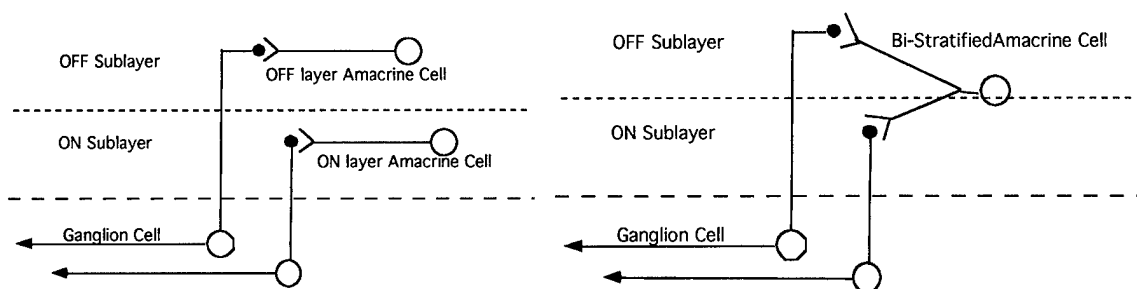 OFF Sublayer
OFF layer Amacrine Cell
ON Sublayer
ON layer Amacrine Cell
Ganglion Cell
OFF Sublayer
Bi-StratifiedAmacrine Cell
ON Sublayer
Ganglion Cell